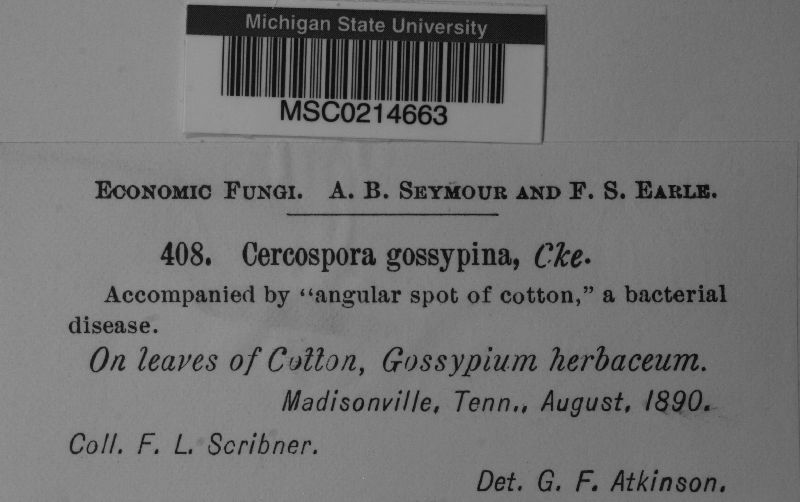 Michigan State University
MSC0214663
Economic Fungi. A. B. Seymour and F. S. Earle.
408. Cercospora gossypina, Cke.
Accompanied by "angular spot of cotton," a bacterial
disease.
On leaves of Cotton, Gossypium herbaceum.
Madisonville, Tenn., August, 1890.
Coll. F. L. Scribner.
Det. G. F. Atkinson.